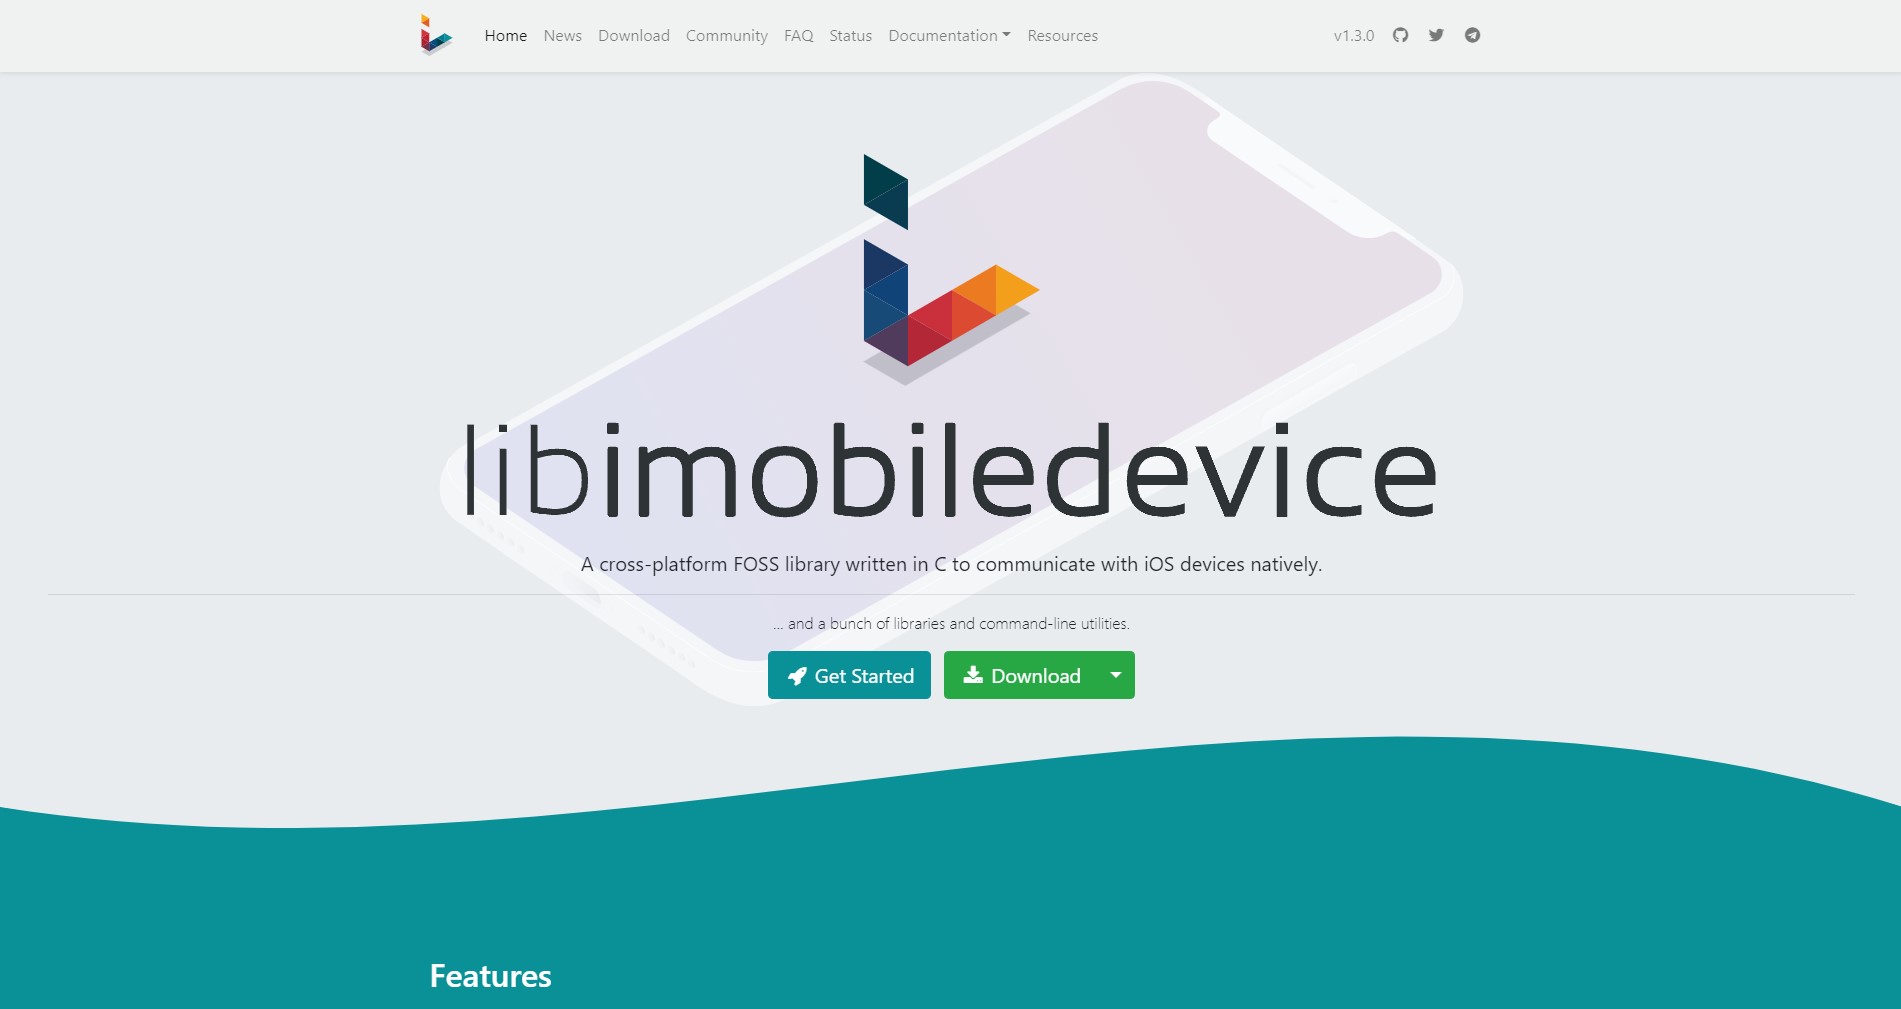 Home News Download Community FAQ Status Documentation Resources v1.3.0
libimobiledevice
A cross-platform FOSS library written in C to communicate with iOS devices natively.
... and a bunch of libraries and command-line utilities.
Get Started Download
Features